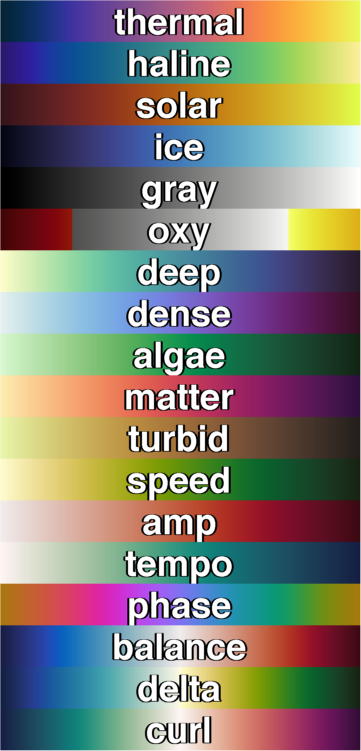 thermal
haline
solar
ice
gray
oxy
deep
dense
algae
matter
turbid
speed
amp
tempo
phase
balance
delta
curl